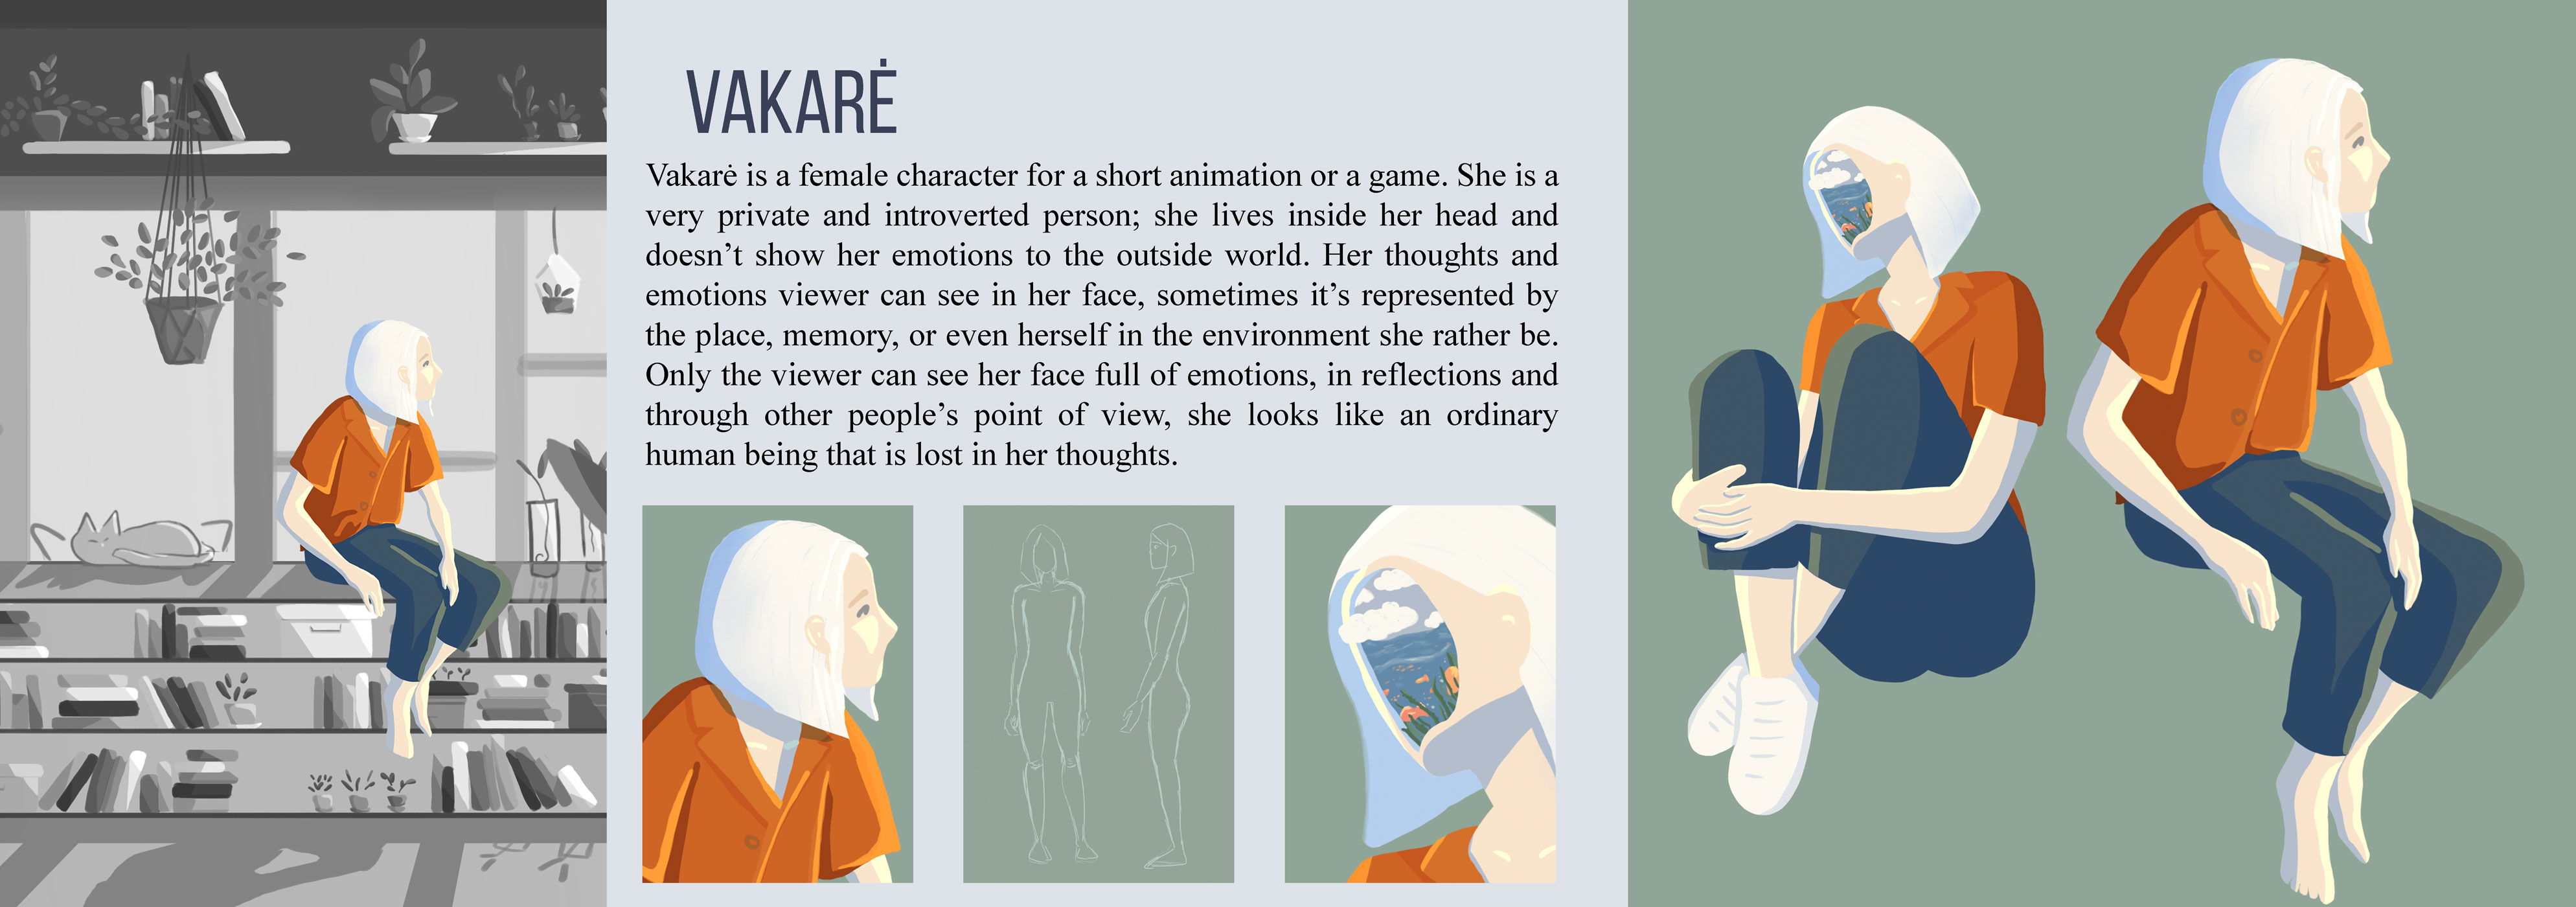 VAKARĖ
Vakarė is a female character for a short animation or a game. She is a
very private and introverted person; she lives inside her head and
doesn’t show her emotions to the outside world. Her thoughts and
emotions viewer can see in her face, sometimes it’s represented by
the place, memory, or even herself in the environment she rather be.
Only the viewer can see her face full of emotions, in reflections and
through other people’s point of view, she looks like an ordinary
human being that is lost in her thoughts.